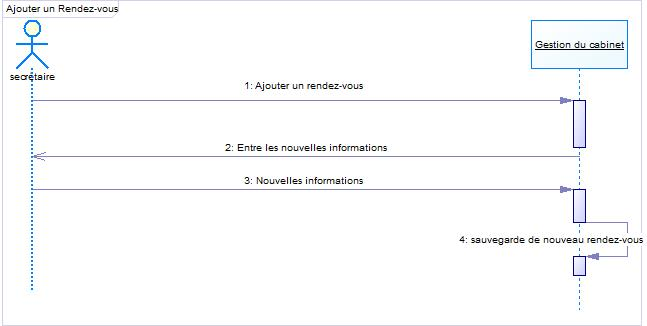 Ajouter un Rendez-vous
secrétaire
Gestion du cabinet
1: Ajouter un rendez-vous
2: Entre les nouvelles informations
3: Nouvelles informations
4: sauvegarde de nouveau rendez-vous